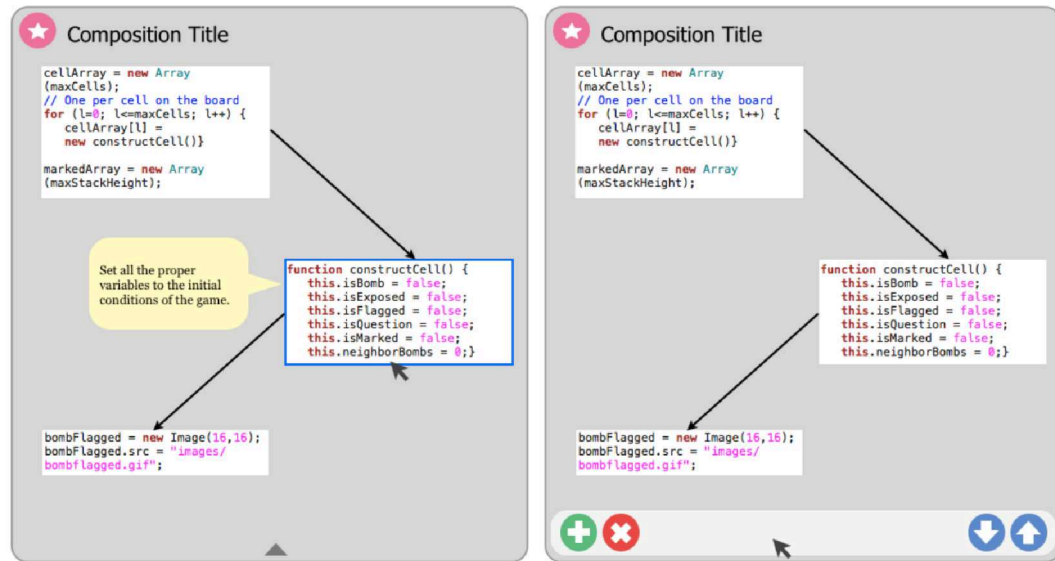 Composition Title
cellArray = new Array
(maxCells);
// One per cell on the board
for (l=0; l<=maxCells; l++) {
cellArray[l] =
new constructCell()}
markedArray = new Array
(maxStackHeight);
Set all the proper
variables to the initial
conditions of the game.
function constructCell() {
this.isBomb = false;
this.isExposed = false;
this.isFlagged = false;
this.isQuestion = false;
this.isMarked = false;
this.neighborBombs = 0;}
bombFlagged = new Image(16,16);
bombFlagged.src = "images/
bombflagged.gif";
Composition Title
cellArray = new Array
(maxCells);
// One per cell on the board
for (l=0; l<=maxCells; l++) {
cellArray[l] =
new constructCell()}
markedArray = new Array
(maxStackHeight);
function constructCell() {
this.isBomb = false;
this.isExposed = false;
this.isFlagged = false;
this.isQuestion = false;
this.isMarked = false;
this.neighborBombs = 0;}
bombFlagged = new Image(16,16);
bombFlagged.src = "images/
bombflagged.gif";